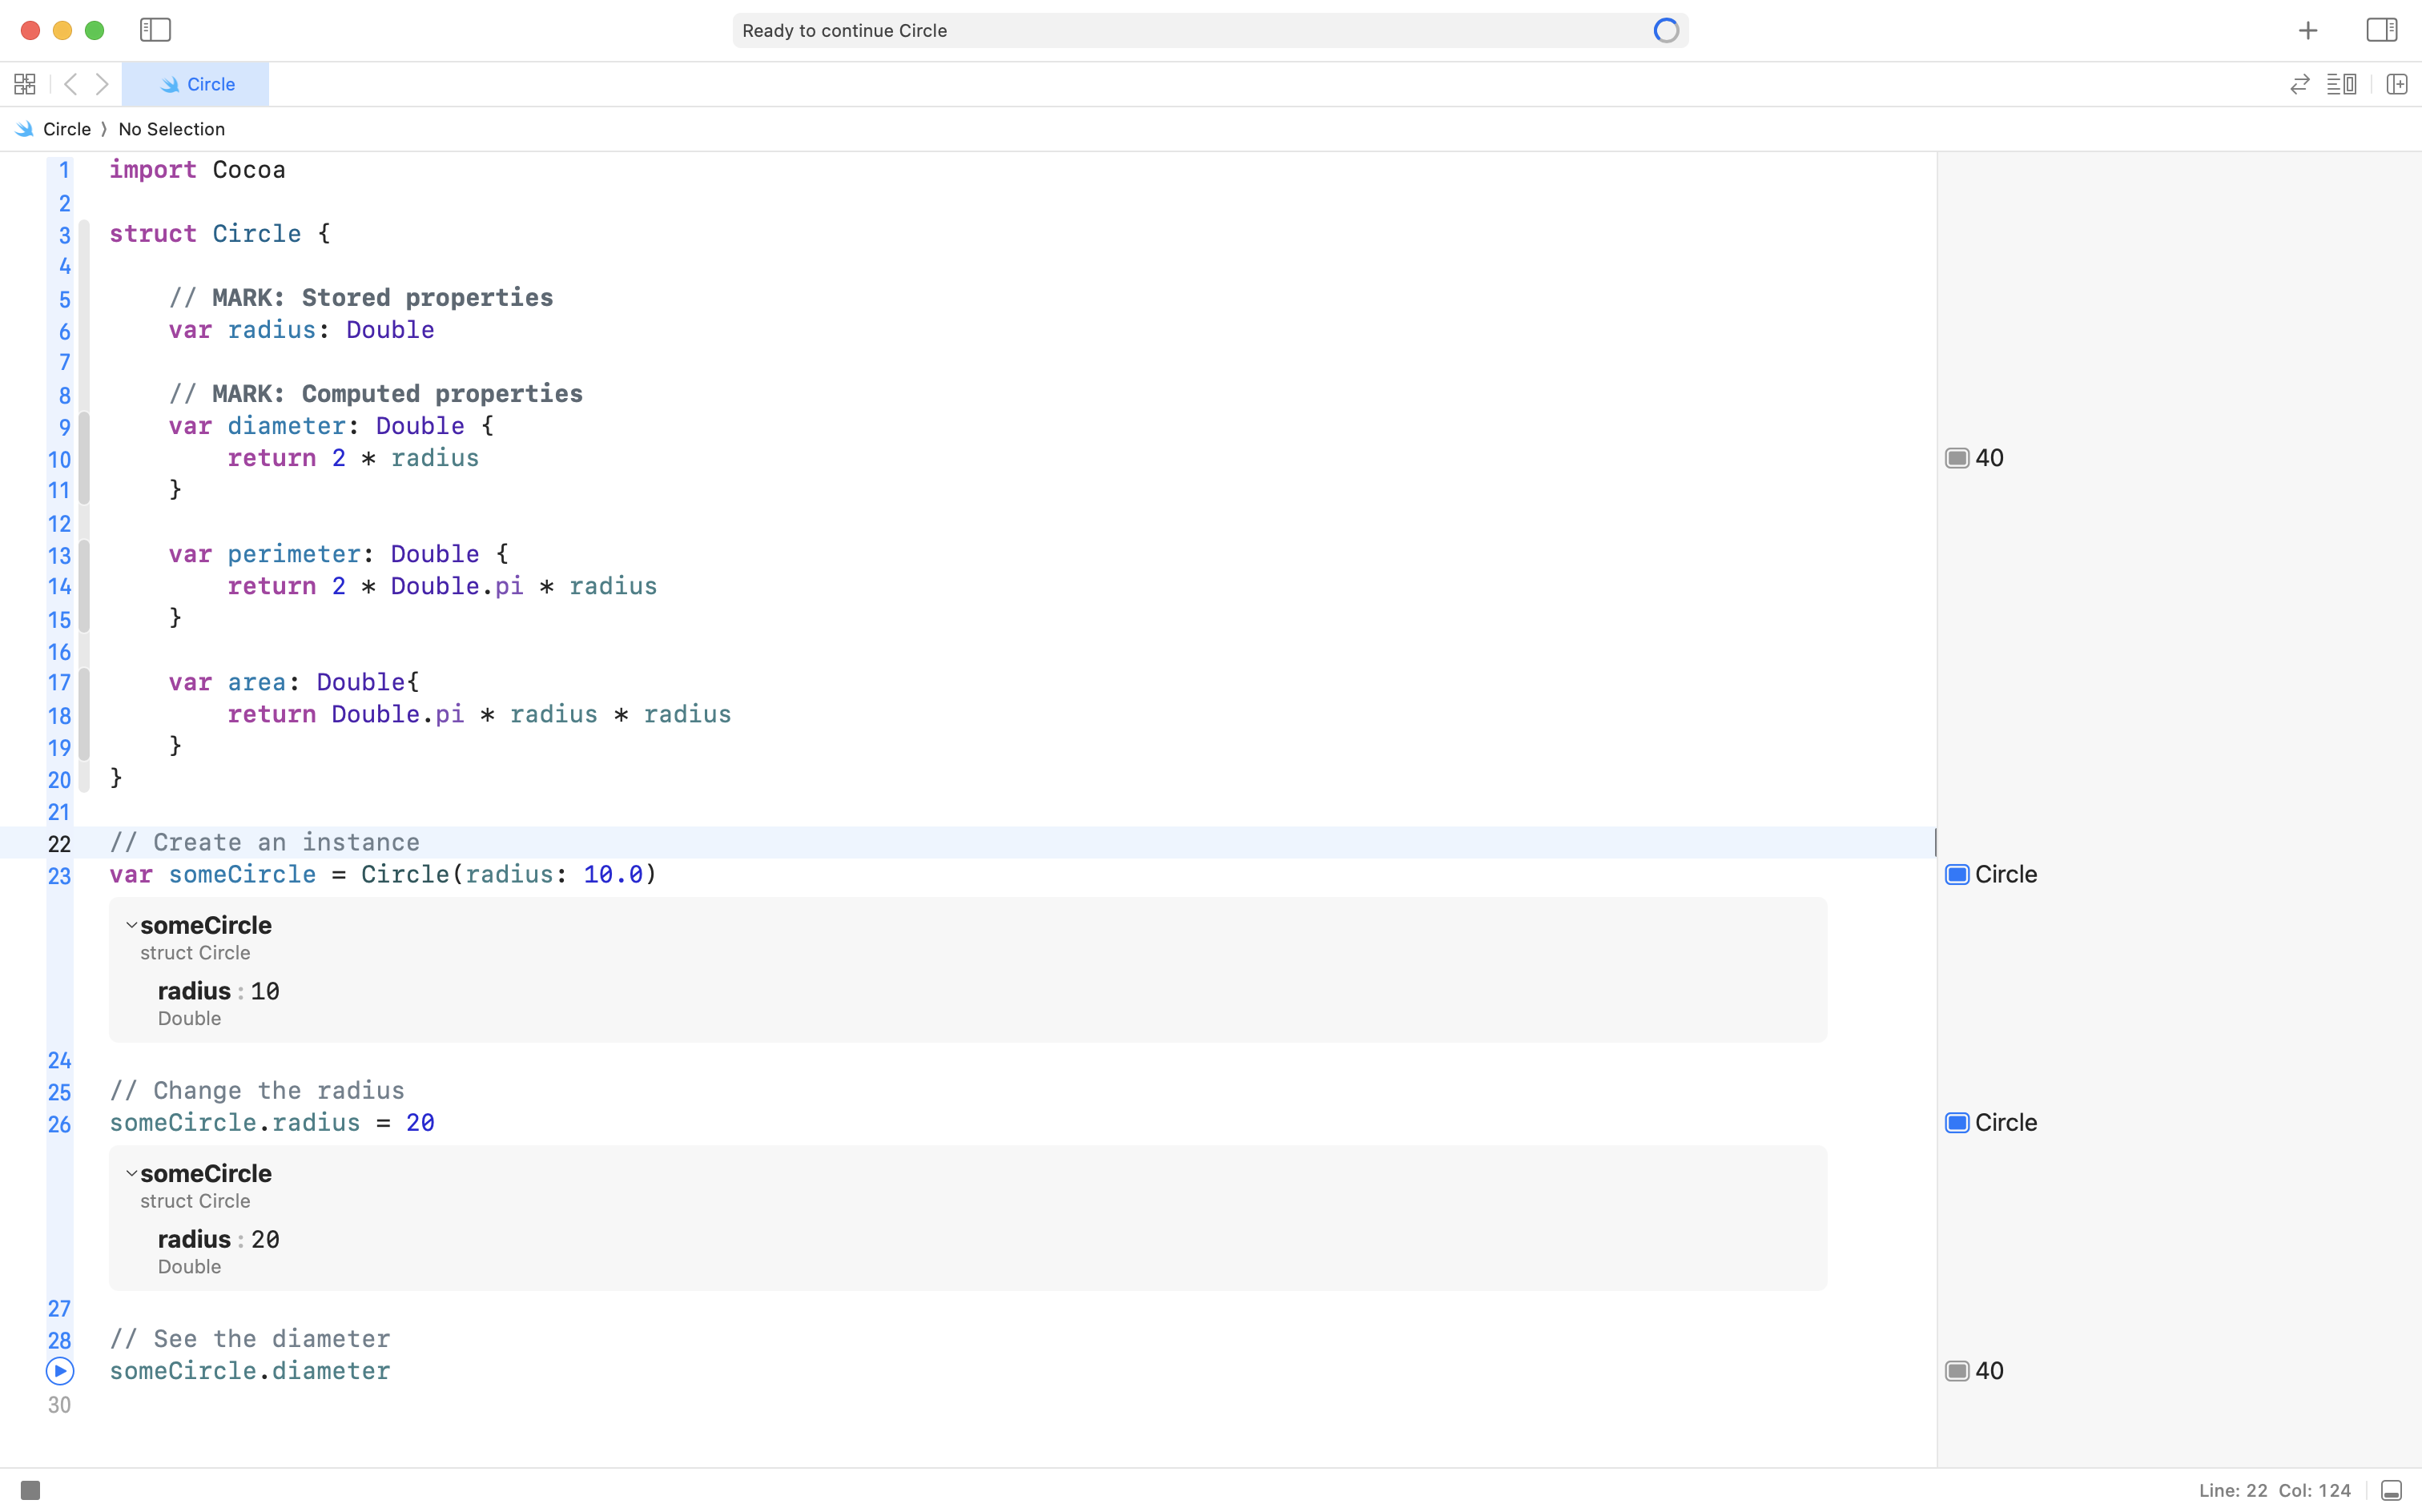 Ready to continue Circle
Circle
Circle 〉 No Selection
1 import Cocoa
2
3 struct Circle {
4
5 // MARK: Stored properties
6 var radius: Double
7
8 // MARK: Computed properties
9 var diameter: Double {
10 return 2 * radius 40
11 }
12
13 var perimeter: Double {
14 return 2 * Double.pi * radius
15 }
16
17 var area: Double{
18 return Double.pi * radius * radius
19 }
20 }
21
22 // Create an instance
23 var someCircle = Circle(radius: 10.0) Circle
someCircle
struct Circle
radius : 10
Double
24
25 // Change the radius
26 someCircle.radius = 20 Circle
someCircle
struct Circle
radius : 20
Double
27
28 // See the diameter
someCircle.diameter 40
30
Line: 22 Col: 124